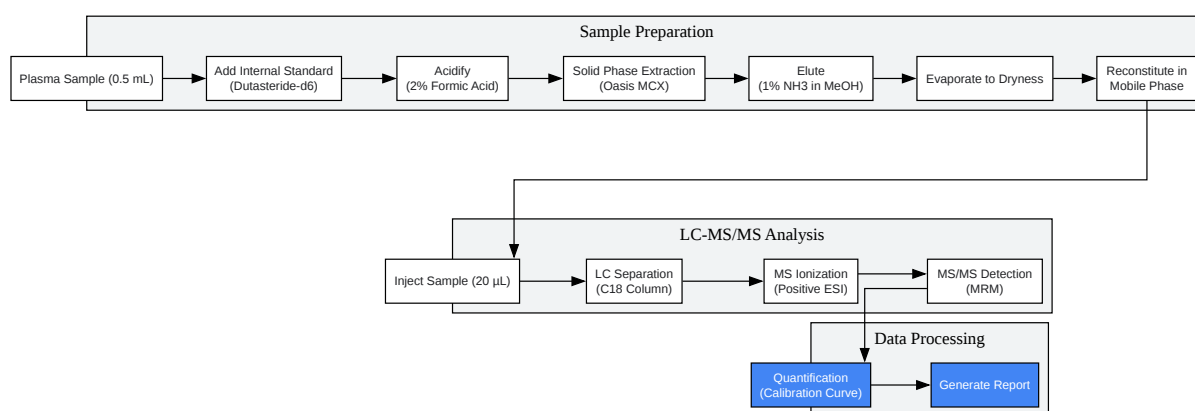 Sample Preparation
Plasma Sample (0.5 mL)
Add Internal Standard
(Dutasteride-d6)
Acidify
(2% Formic Acid)
Solid Phase Extraction
(Oasis MCX)
Elute
(1% NH3 in MeOH)
Evaporate to Dryness
Reconstitute in
Mobile Phase
LC-MS/MS Analysis
Inject Sample (20 µL)
LC Separation
(C18 Column)
MS Ionization
(Positive ESI)
MS/MS Detection
(MRM)
Data Processing
Quantification
(Calibration Curve)
Generate Report